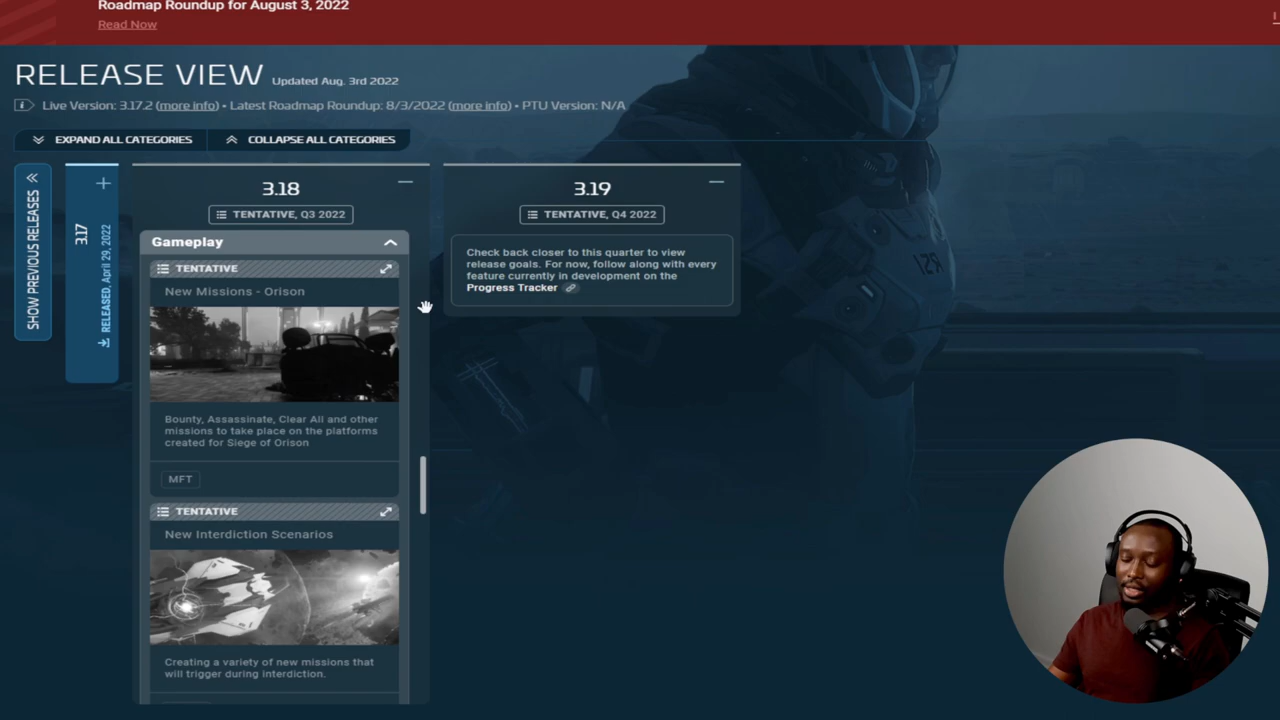 Roadmap Roundup for August 3, 2022
Read Now
RELEASE VIEW Updated Aug. 3rd 2022
Live Version: 3.17.2 (more info) • Latest Roadmap Roundup: 8/3/2022 (more info) • PTU Version: N/A
EXPAND ALL CATEGORIES COLLAPSE ALL CATEGORIES
SHOW PREVIOUS RELEASES
3.17
RELEASED, April 29, 2022
3.18
TENTATIVE, Q3 2022
Gameplay
TENTATIVE
New Missions - Orison
Bounty, Assassinate, Clear All and other
missions to take place on the platforms
created for Siege of Orison
MFT
TENTATIVE
New Interdiction Scenarios
Creating a variety of new missions that
will trigger during interdiction.
3.19
TENTATIVE, Q4 2022
Check back closer to this quarter to view
release goals. For now, follow along with every
feature currently in development on the
Progress Tracker